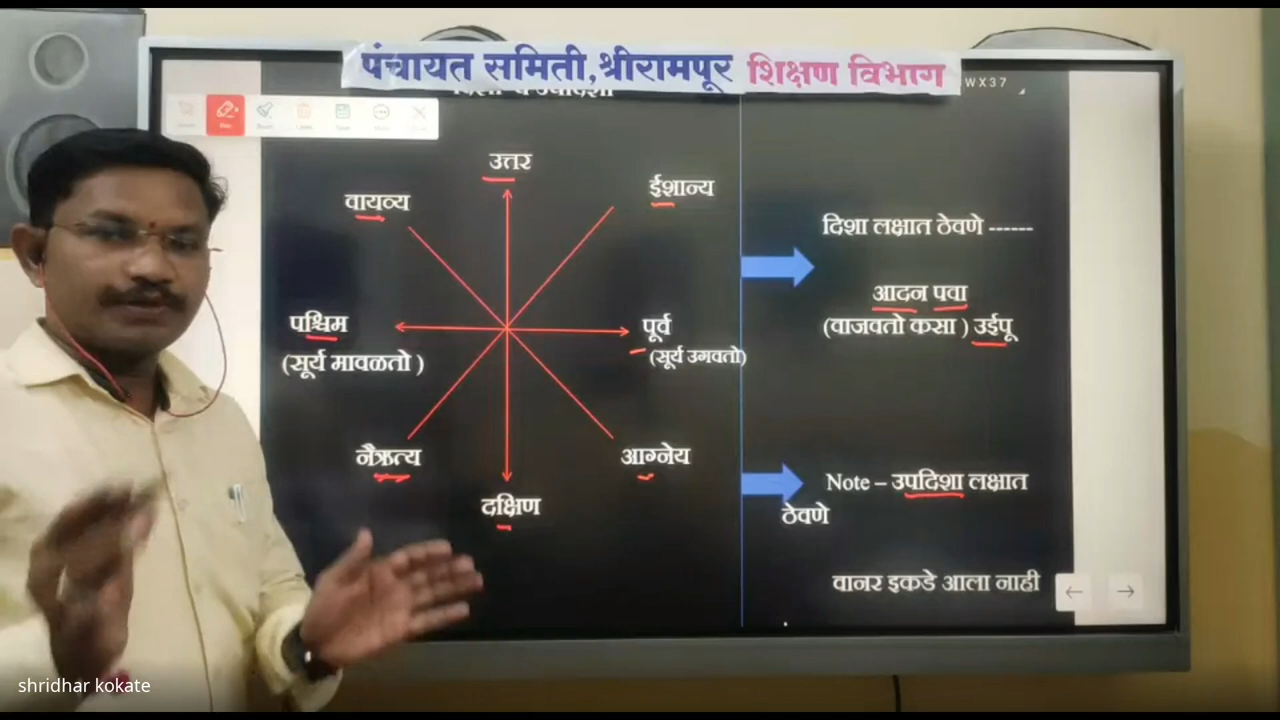 पंचायत समिती,श्रीरामपूर शिक्षण विभाग
WX37
उत्तर
ईशान्य
वायव्य
पश्चिम
(सूर्य मावळतो )
पूर्व
(सूर्य उगवतो)
नैऋत्य
आग्नेय
दक्षिण
दिशा लक्षात ठेवणे ------
आदन पवा
(वाजवतो कसा ) उईपू
Note – उपदिशा लक्षात
ठेवणे
वानर इकडे आला नाही
shridhar kokate